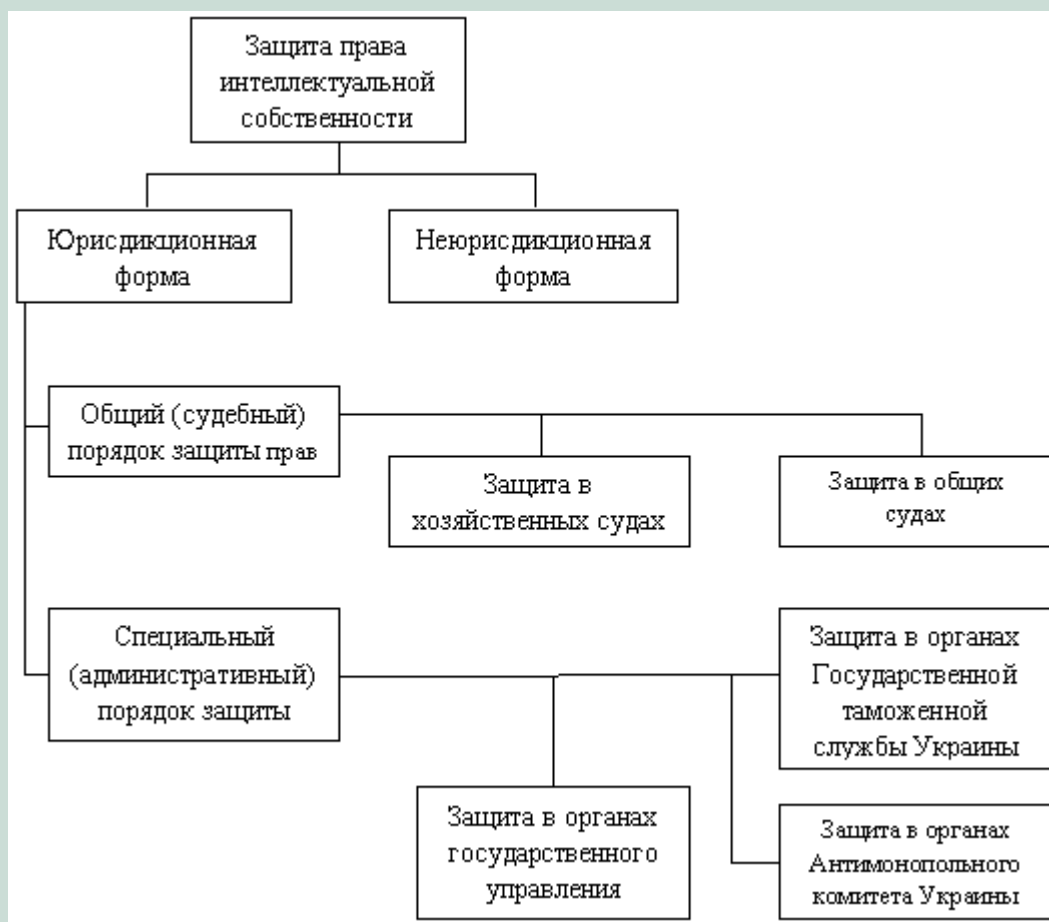 Защита права
интеллектуальной
собственности
Юрисдикционная
форма
Неюрисдикционная
форма
Общий (судебный)
порядок защиты прав
Защита в
хозяйственных судах
Защита в общих
судах
Специальный
(административный)
порядок защиты
Защита в органах
Государственной
таможенной
службы Украины
Защита в органах
государственного
управления
Защита в органах
Антимонопольного
комитета Украины